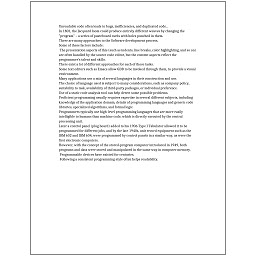 Unreadable code often leads to bugs, inefficiencies, and duplicated code.
In 1801, the Jacquard loom could produce entirely different weaves by changing the
"program" - a series of pasteboard cards with holes punched in them.
There are many approaches to the Software development process.
Some of these factors include:
The presentation aspects of this (such as indents, line breaks, color highlighting, and so on)
are often handled by the source code editor, but the content aspects reflect the
programmer's talent and skills.
There exist a lot of different approaches for each of those tasks.
Some text editors such as Emacs allow GDB to be invoked through them, to provide a visual
environment.
Many applications use a mix of several languages in their construction and use.
The choice of language used is subject to many considerations, such as company policy,
suitability to task, availability of third-party packages, or individual preference.
Use of a static code analysis tool can help detect some possible problems.
Proficient programming usually requires expertise in several different subjects, including
knowledge of the application domain, details of programming languages and generic code
libraries, specialized algorithms, and formal logic.
Programmers typically use high-level programming languages that are more easily
intelligible to humans than machine code, which is directly executed by the central
processing unit.
Later a control panel (plug board) added to his 1906 Type I Tabulator allowed it to be
programmed for different jobs, and by the late 1940s, unit record equipment such as the
IBM 602 and IBM 604, were programmed by control panels in a similar way, as were the
first electronic computers.
However, with the concept of the stored-program computer introduced in 1949, both
programs and data were stored and manipulated in the same way in computer memory.
Programmable devices have existed for centuries.
Following a consistent programming style often helps readability.